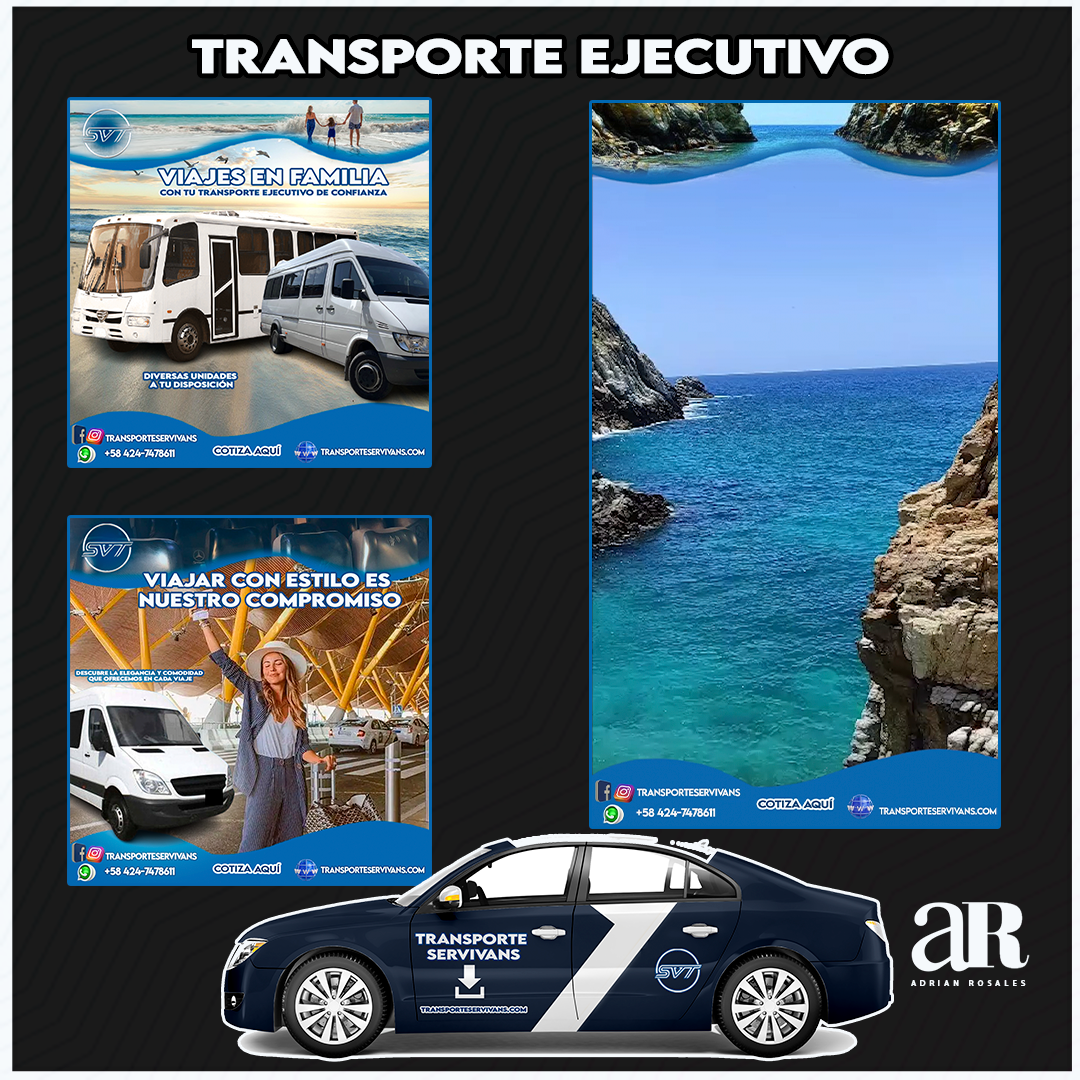 TRANSPORTE EJECUTIVO
SVT
VIAJES EN FAMILIA
CON TU TRANSPORTE EJECUTIVO DE CONFIANZA
DIVERSAS UNIDADES
A TU DISPOSICIÓN
TRANSPORTESERVIVANS
+58 424-7478611
COTIZA AQUÍ
WWW
TRANSPORTESERVIVANS.COM
SVT
VIAJAR CON ESTILO ES
NUESTRO COMPROMISO
DESCUBRE LA ELEGANCIA Y COMODIDAD
QUE OFRECEMOS EN CADA VIAJE
TRANSPORTESERVIVANS
+58 424-7478611
COTIZA AQUÍ
WWW
TRANSPORTESERVIVANS.COM
TRANSPORTESERVIVANS
+58 424-7478611
COTIZA AQUÍ
WWW
TRANSPORTESERVIVANS.COM
TRANSPORTE
SERVIVANS
TRANSPORTESERVIVANS.COM
SVT
aR
ADRIAN ROSALES